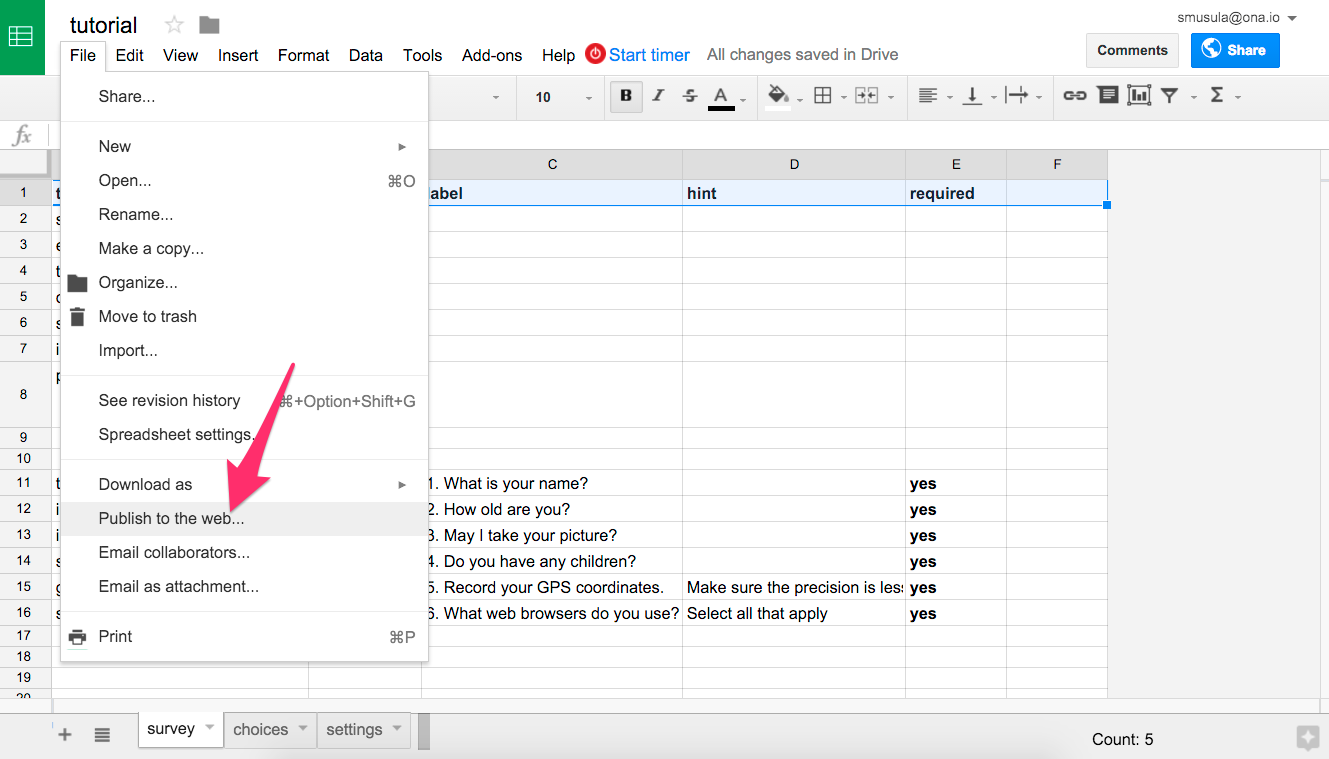 tutorial
smusula@ona.io
File Edit View Insert Format Data Tools Add-ons Help Start timer All changes saved in Drive
Comments
Share
10 B I S A Σ
fx
Share...
New
Open... ⌘O
Rename...
Make a copy...
Organize...
Move to trash
Import...
See revision history ⌘+Option+Shift+G
Spreadsheet settings.
Download as
Publish to the web...
Email collaborators...
Email as attachment...
Print ⌘P
C D E F
1 t label hint required
2 s
3 e
4 t
5
6 s
7 i
8 p
9
10
11 t 1. What is your name? yes
12 i 2. How old are you? yes
13 i 3. May I take your picture? yes
14 s 4. Do you have any children? yes
15 g 5. Record your GPS coordinates. Make sure the precision is less yes
16 s 6. What web browsers do you use? Select all that apply yes
17
18
19
20
+ survey choices settings
Count: 5